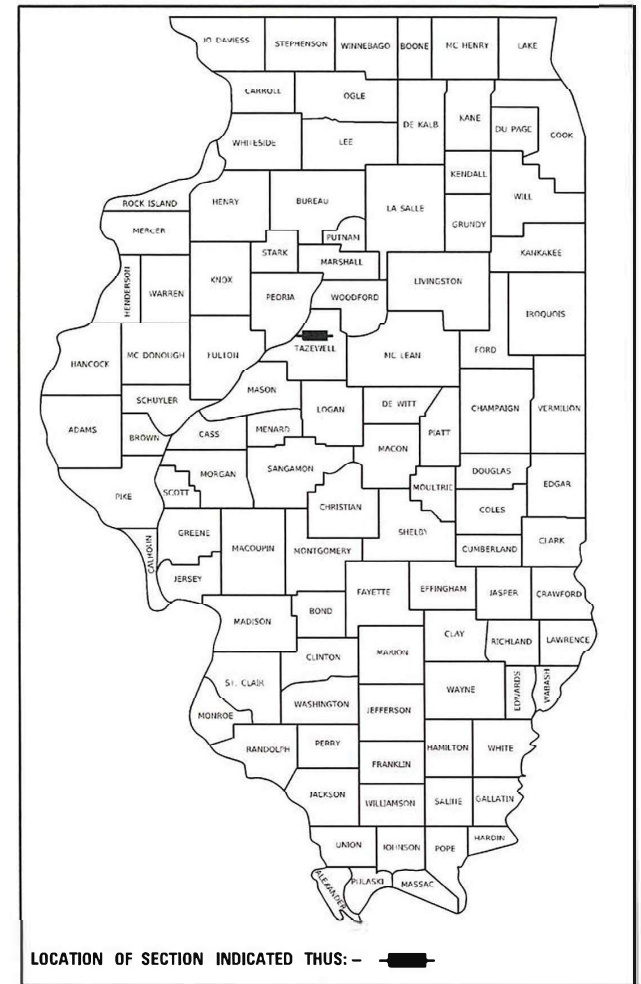 JO DAVIESS STEPHENSON WINNEBAGO BOONE MC HENRY LAKE
CARROLL OGLE DE KALB KANE DU PAGE COOK
WHITESIDE LEE
KENDALL WILL
ROCK ISLAND HENRY BUREAU LA SALLE GRUNDY
MERCER PUTNAM
STARK MARSHALL KANKAKEE
HENDERSON WARREN KNOX PEORIA WOODFORD LIVINGSTON IROQUOIS
TAZEWELL
HANCOCK MC DONOUGH FULTON MC LEAN FORD
MASON
SCHUYLER LOGAN DE WITT CHAMPAIGN VERMILION
ADAMS BROWN CASS MENARD PIATT
MACON
MORGAN SANGAMON DOUGLAS
PIKE SCOTT MOULTRIE EDGAR
CHRISTIAN COLES
GREENE SHELBY
CALHOUN MACOUPIN MONTGOMERY CUMBERLAND CLARK
JERSEY FAYETTE EFFINGHAM JASPER CRAWFORD
MADISON BOND
CLAY RICHLAND LAWRENCE
CLINTON MARION
ST. CLAIR WAYNE EDWARDS WABASH
WASHINGTON JEFFERSON
MONROE
RANDOLPH PERRY HAMILTON WHITE
FRANKLIN
JACKSON WILLIAMSON SALINE GALLATIN
UNION JOHNSON POPE HARDIN
ALEXANDER PULASKI MASSAC
LOCATION OF SECTION INDICATED THUS: –